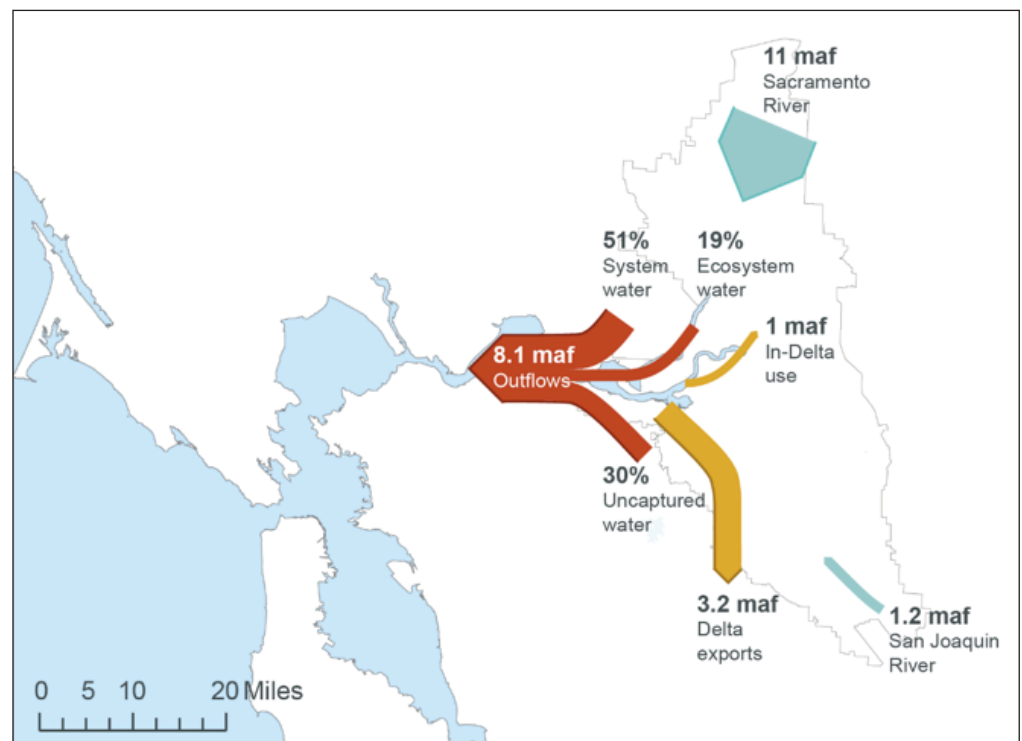 11 maf
Sacramento
River
51%
System
water
19%
Ecosystem
water
1 maf
In-Delta
use
8.1 maf
Outflows
30%
Uncaptured
water
3.2 maf
Delta
exports
1.2 maf
San Joaquin
River
0 5 10 20 Miles